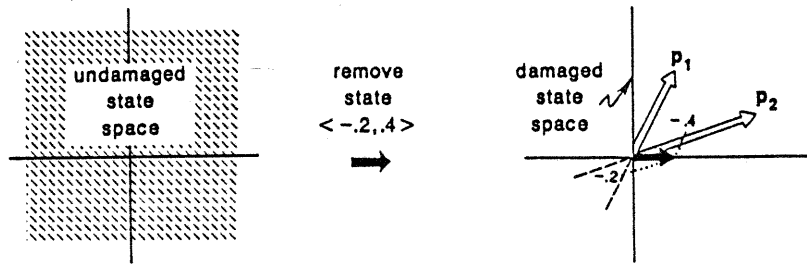 undamaged
state
space
remove
state
< -.2,.4 >
damaged
state
space
p1
p2
-.4
-.2